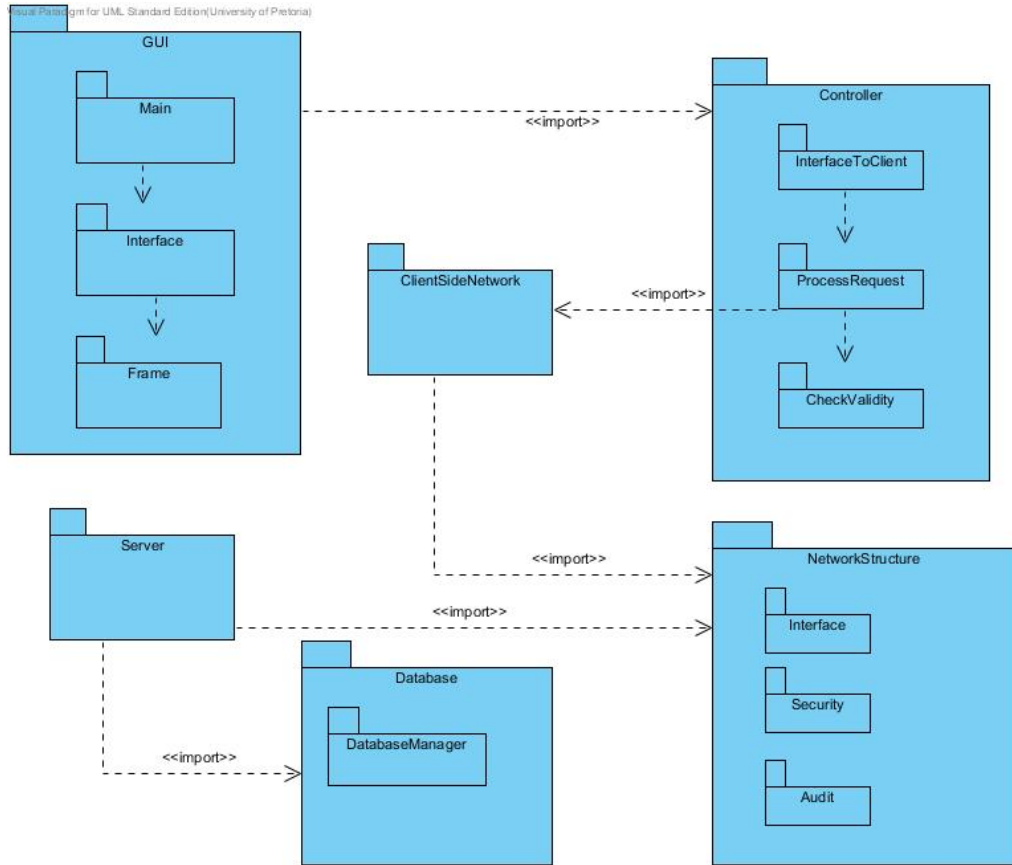 Visual Paradigm for UML Standard Edition(University of Pretoria)
GUI
Main
Interface
Frame
<<import>>
Controller
InterfaceToClient
ProcessRequest
CheckValidity
ClientSideNetwork
<<import>>
Server
<<import>>
<<import>>
NetworkStructure
Interface
Security
Audit
Database
DatabaseManager
<<import>>